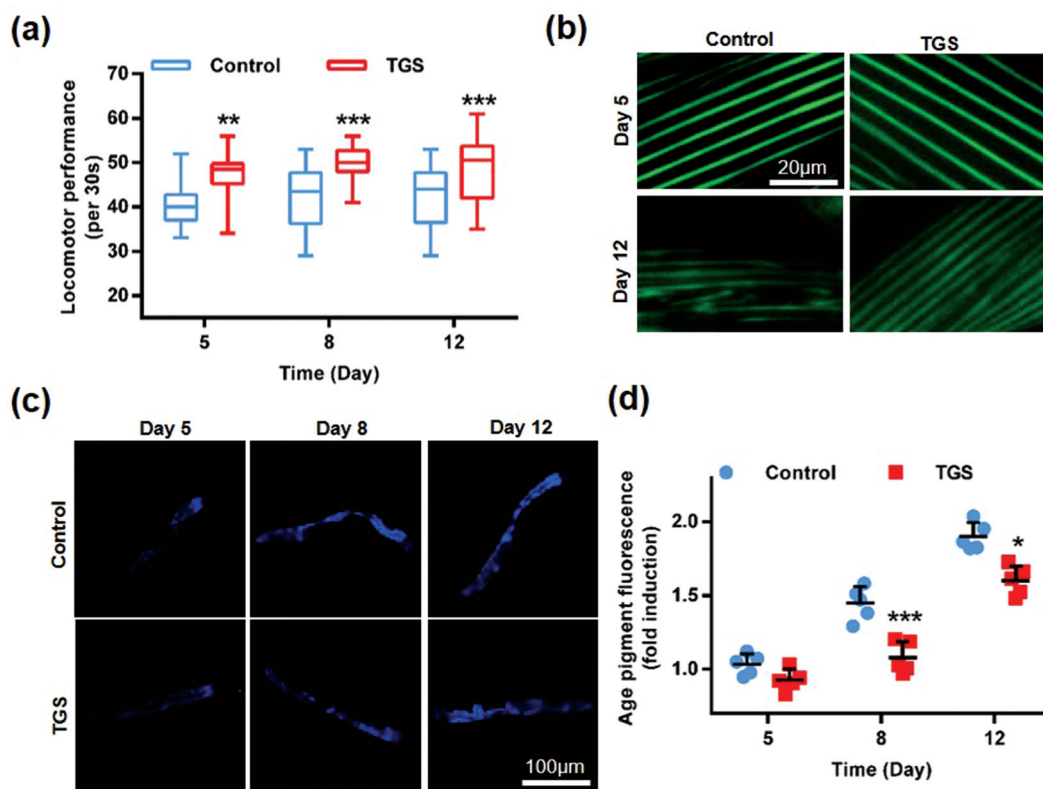 (a)
Control TGS
Locomotor performance
(per 30s)
70
60
50
40
30
20
** *** ***
5 8 12
Time (Day)
(b)
Control TGS
Day 5
20μm
Day 12
(c)
Day 5 Day 8 Day 12
Control
TGS
100μm
(d)
Control TGS
Age pigment fluorescence
(fold induction)
2.0
1.5
1.0
*** *
5 8 12
Time (Day)